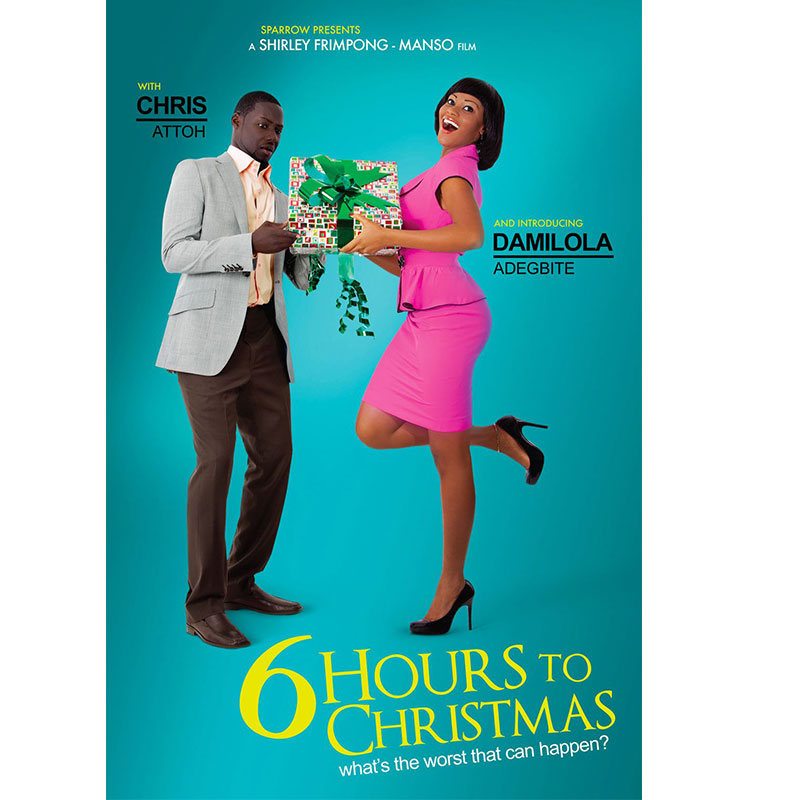 SPARROW PRESENTS
A SHIRLEY FRIMPONG - MANSO FILM
WITH
CHRIS
ATTOH
AND INTRODUCING
DAMILOLA
ADEGBITE
6 HOURS TO
CHRISTMAS
what's the worst that can happen?